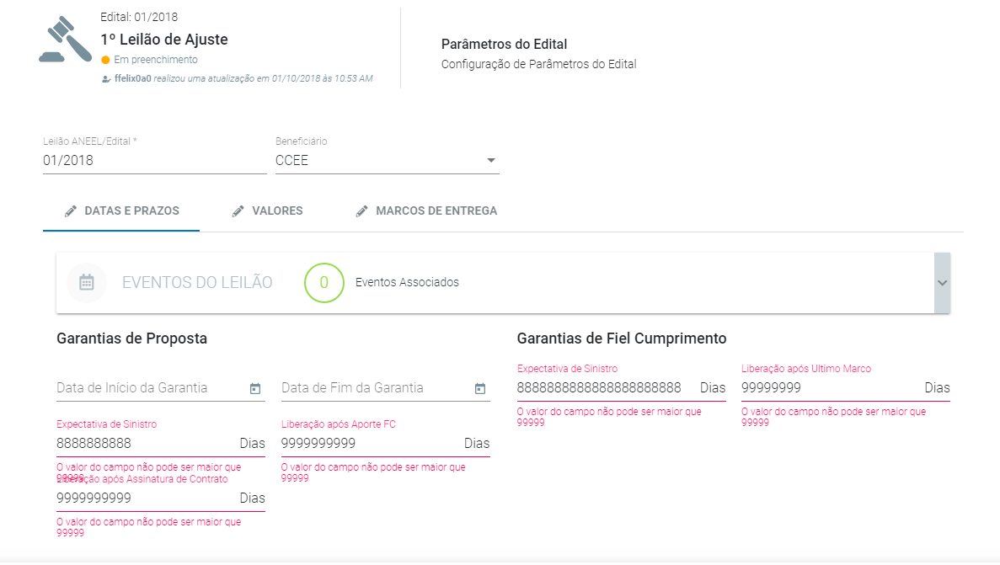 Edital: 01/2018
1º Leilão de Ajuste
Em preenchimento
ffelix0a0 realizou uma atualização em 01/10/2018 às 10:53 AM
Parâmetros do Edital
Configuração de Parâmetros do Edital
Leilão ANEEL/Edital *
01/2018
Beneficiário
CCEE
DATAS E PRAZOS
VALORES
MARCOS DE ENTREGA
EVENTOS DO LEILÃO
0
Eventos Associados
Garantias de Proposta
Data de Início da Garantia
Data de Fim da Garantia
Expectativa de Sinistro
8888888888 Dias
O valor do campo não pode ser maior que
99999
Liberação após Aporte FC
9999999999 Dias
O valor do campo não pode ser maior que
99999
Liberação após Assinatura de Contrato
9999999999 Dias
O valor do campo não pode ser maior que
99999
Garantias de Fiel Cumprimento
Expectativa de Sinistro
8888888888888888888888 Dias
O valor do campo não pode ser maior que
99999
Liberação após Ultimo Marco
99999999 Dias
O valor do campo não pode ser maior que
99999